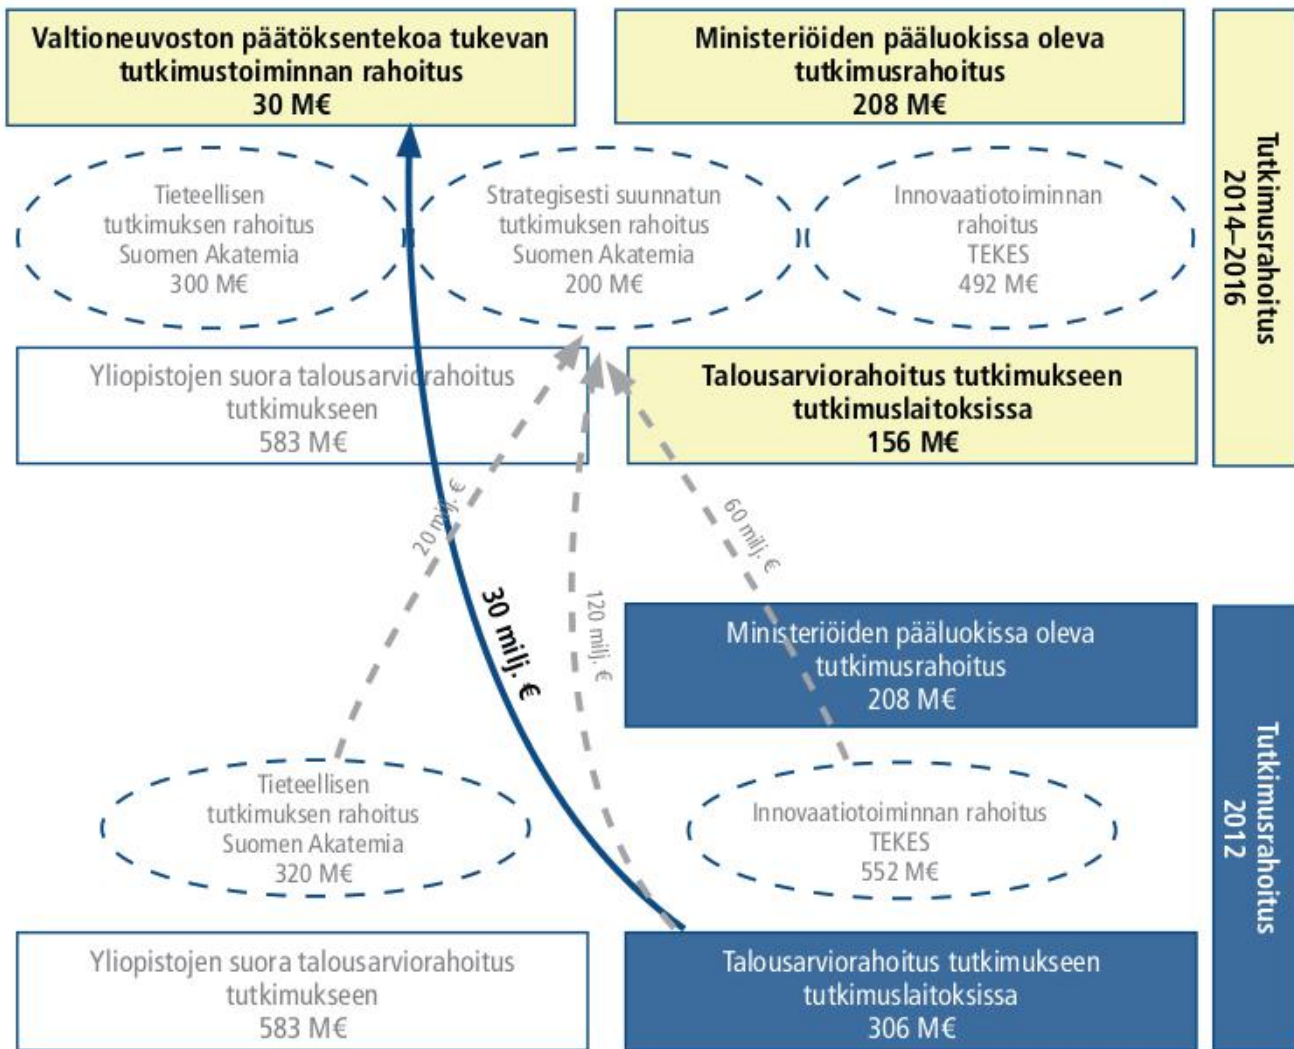 Valtioneuvoston päätöksentekoa tukevan
tutkimustoiminnan rahoitus
30 M€
Ministeriöiden pääluokissa oleva
tutkimusrahoitus
208 M€
Tutkimusrahoitus
2014–2016
Tieteellisen
tutkimuksen rahoitus
Suomen Akatemia
300 M€
Strategisesti suunnatun
tutkimuksen rahoitus
Suomen Akatemia
200 M€
Innovaatiotoiminnan
rahoitus
TEKES
492 M€
Yliopistojen suora talousarviorahoitus
tutkimukseen
583 M€
Talousarviorahoitus tutkimukseen
tutkimuslaitoksissa
156 M€
20 milj. €
30 milj. €
120 milj. €
60 milj. €
Ministeriöiden pääluokissa oleva
tutkimusrahoitus
208 M€
Tutkimusrahoitus
2012
Tieteellisen
tutkimuksen rahoitus
Suomen Akatemia
320 M€
Innovaatiotoiminnan rahoitus
TEKES
552 M€
Yliopistojen suora talousarviorahoitus
tutkimukseen
583 M€
Talousarviorahoitus tutkimukseen
tutkimuslaitoksissa
306 M€